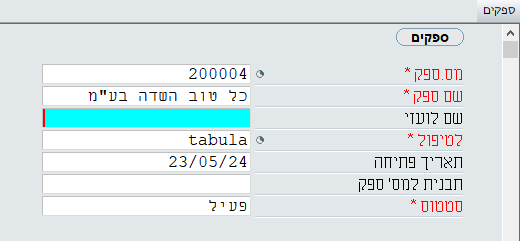 ספקים
ספקים
מס.ספק * 200004
שם ספק * כל טוב השדה בע"מ
שם לועזי
לטיפול * tabula
תאריך פתיחה 23/05/24
תבנית למס' ספק
סטטוס * פעיל